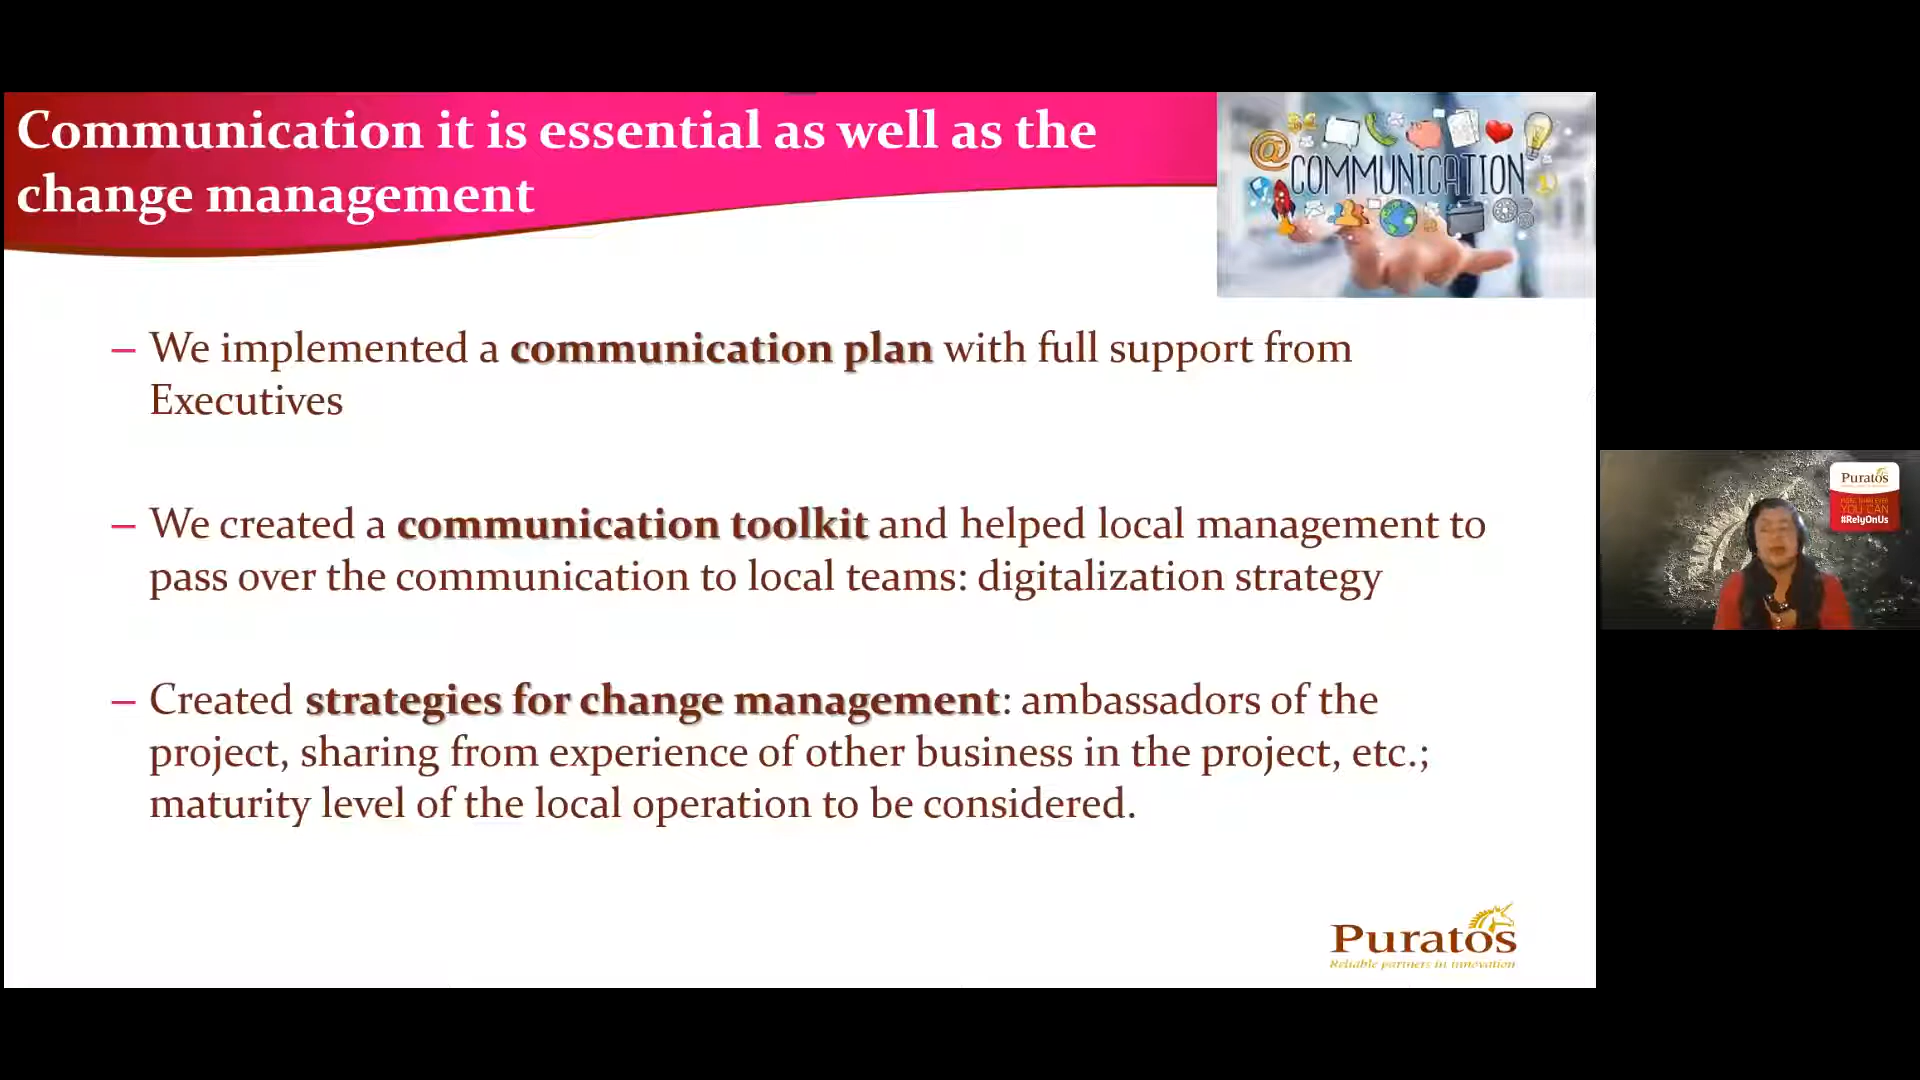 Communication it is essential as well as the
change management
@
COMMUNICATION
– We implemented a communication plan with full support from
Executives
– We created a communication toolkit and helped local management to
pass over the communication to local teams: digitalization strategy
– Created strategies for change management: ambassadors of the
project, sharing from experience of other business in the project, etc.;
maturity level of the local operation to be considered.
Puratos
Reliable partners in innovation
Puratos
YOU CAN
#RelyOnUs